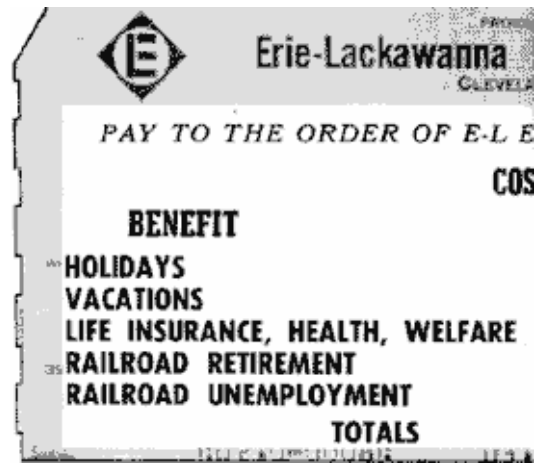 E
Erie-Lackawanna
CLEVELA
PAY TO THE ORDER OF E-L E
COS
BENEFIT
HOLIDAYS
VACATIONS
LIFE INSURANCE, HEALTH, WELFARE
RAILROAD RETIREMENT
RAILROAD UNEMPLOYMENT
TOTALS